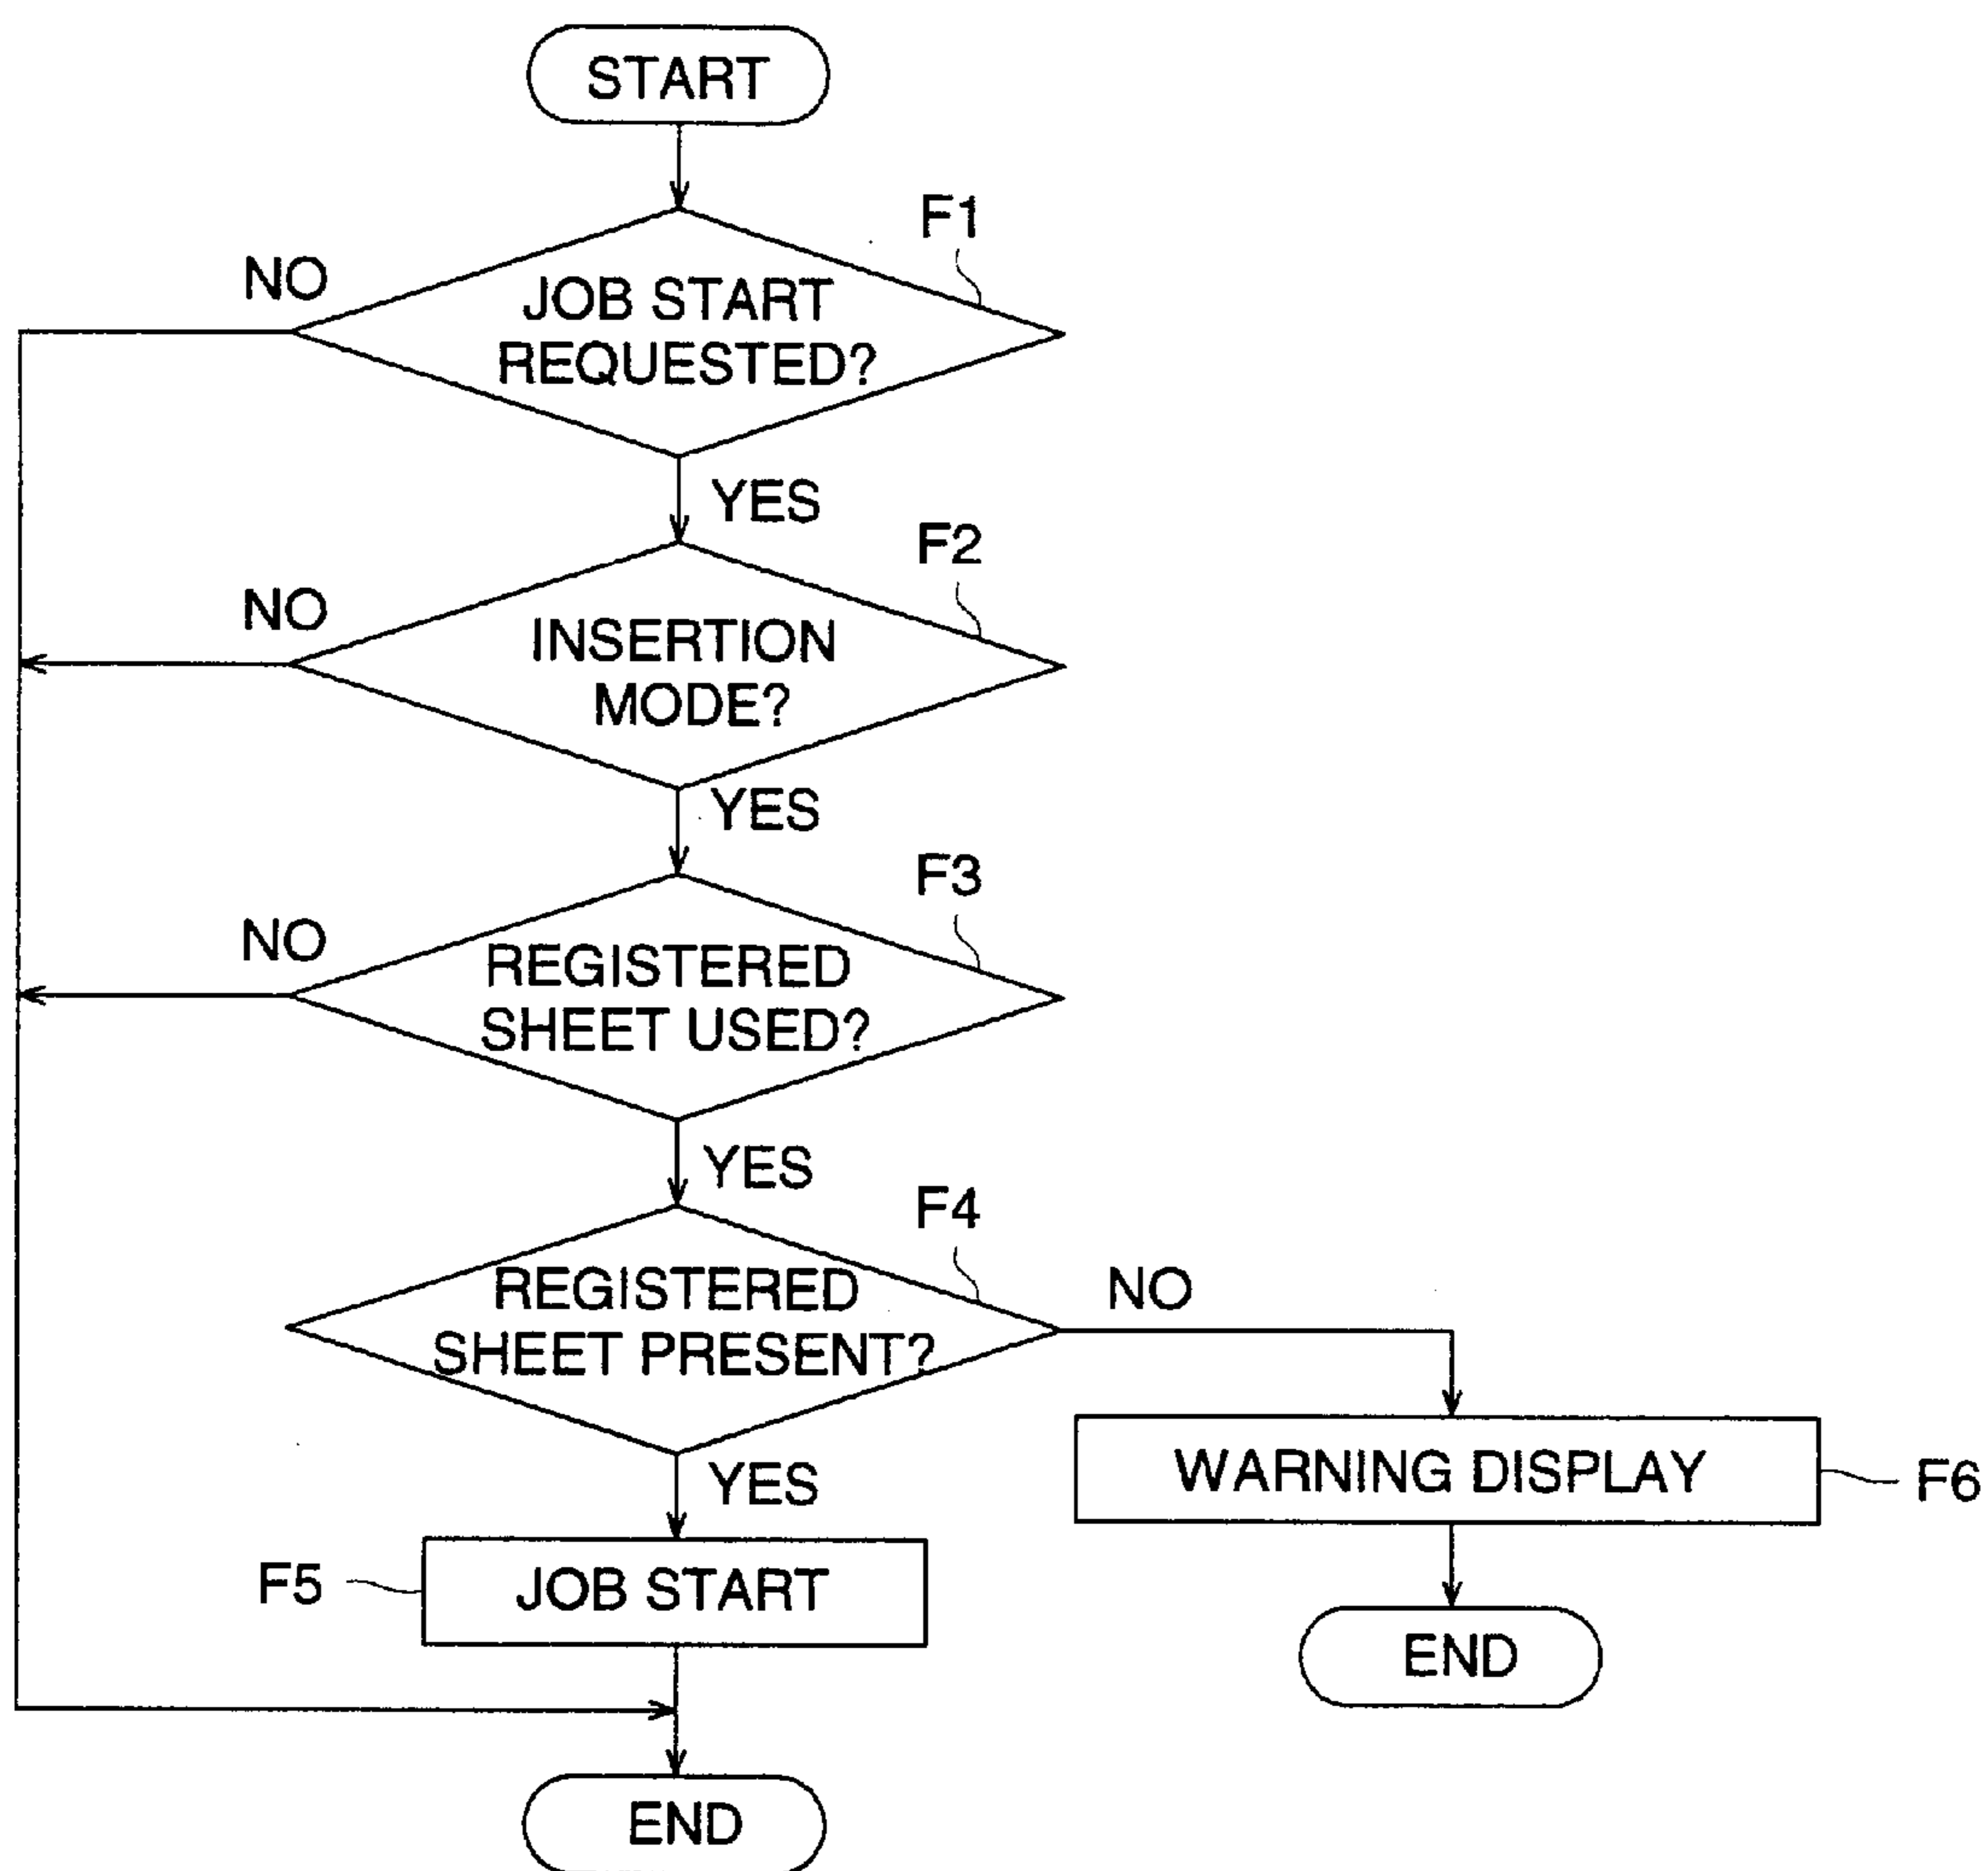 START
F1
NO
JOB START
REQUESTED?
YES
F2
NO
INSERTION
MODE?
YES
F3
NO
REGISTERED
SHEET USED?
YES
F4
REGISTERED
NO
SHEET PRESENT?
WARNING DISPLAY
F6
YES
F5
JOB START
END
END